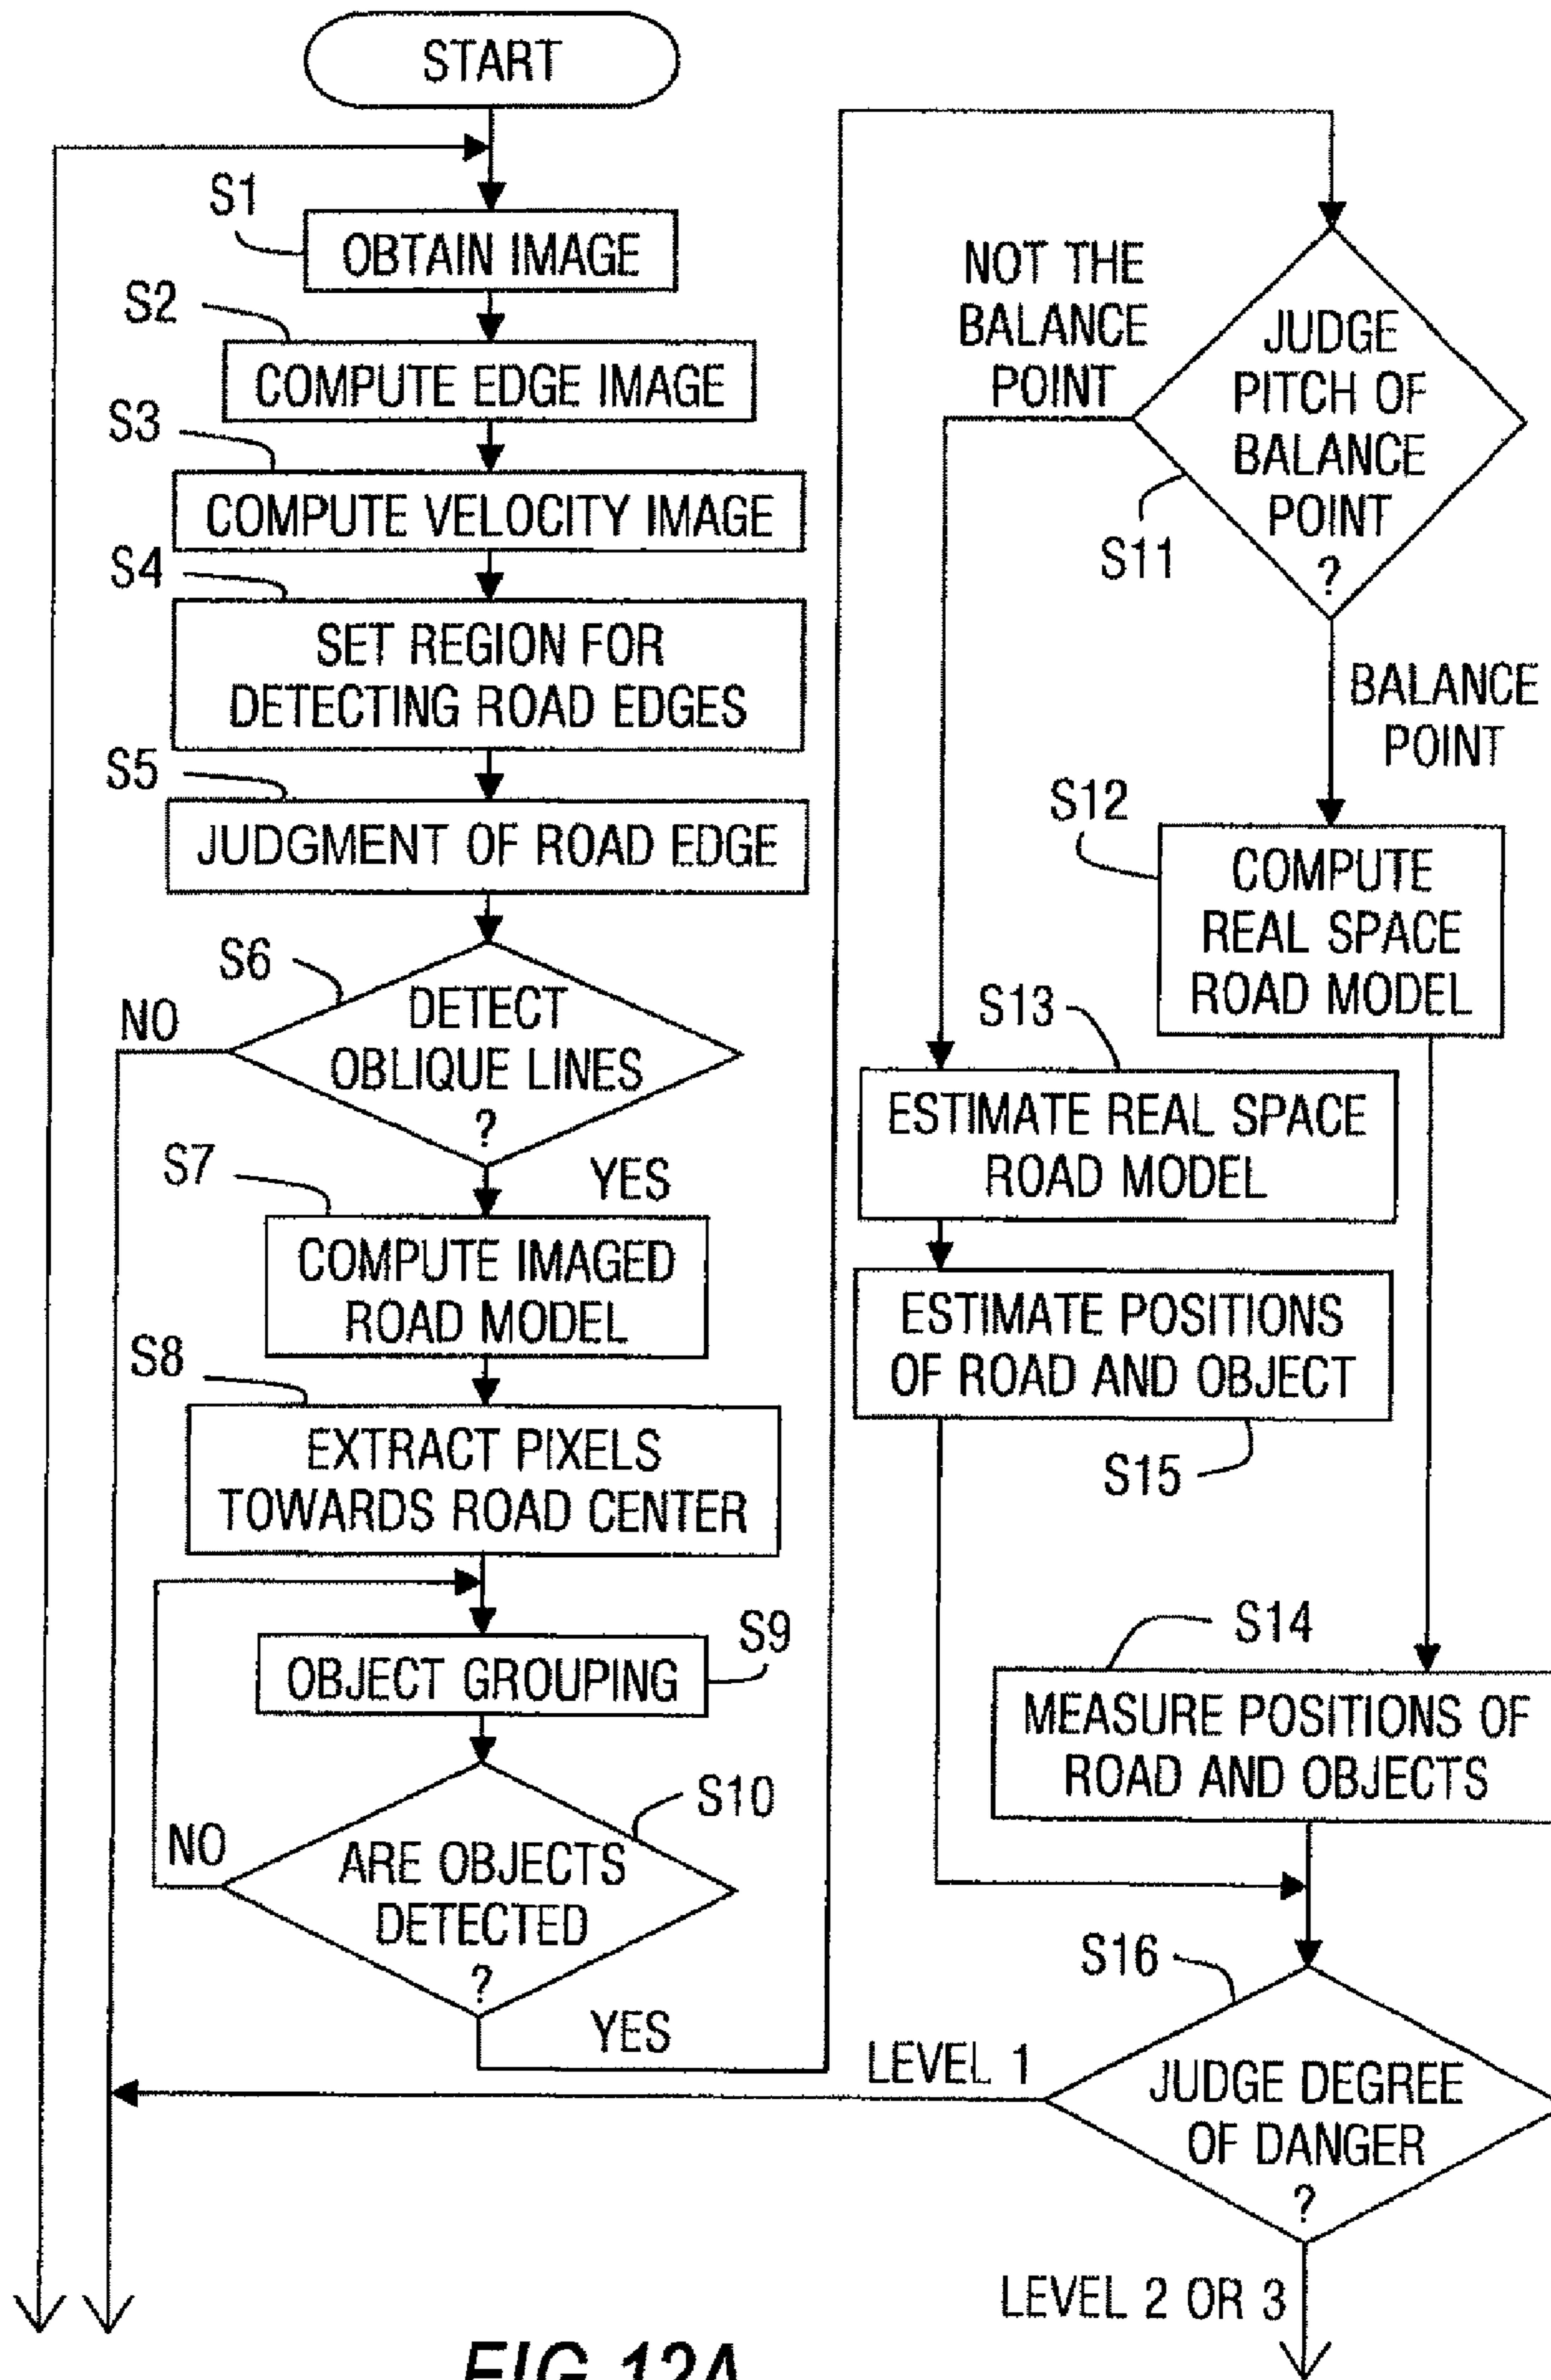 START
S1
OBTAIN IMAGE
S2
COMPUTE EDGE IMAGE
S3
COMPUTE VELOCITY IMAGE
S4
SET REGION FOR
DETECTING ROAD EDGES
S5
JUDGMENT OF ROAD EDGE
S6
NO
DETECT
OBLIQUE LINES
?
YES
S7
COMPUTE IMAGED
ROAD MODEL
S8
EXTRACT PIXELS
TOWARDS ROAD CENTER
S9
OBJECT GROUPING
S10
NO
ARE OBJECTS
DETECTED
?
YES
NOT THE
BALANCE
POINT
JUDGE
PITCH OF
BALANCE
POINT
?
S11
BALANCE
POINT
S12
COMPUTE
REAL SPACE
ROAD MODEL
S13
ESTIMATE REAL SPACE
ROAD MODEL
ESTIMATE POSITIONS
OF ROAD AND OBJECT
S15
S14
MEASURE POSITIONS OF
ROAD AND OBJECTS
S16
LEVEL 1
JUDGE DEGREE
OF DANGER
?
LEVEL 2 OR 3
FIG.12A